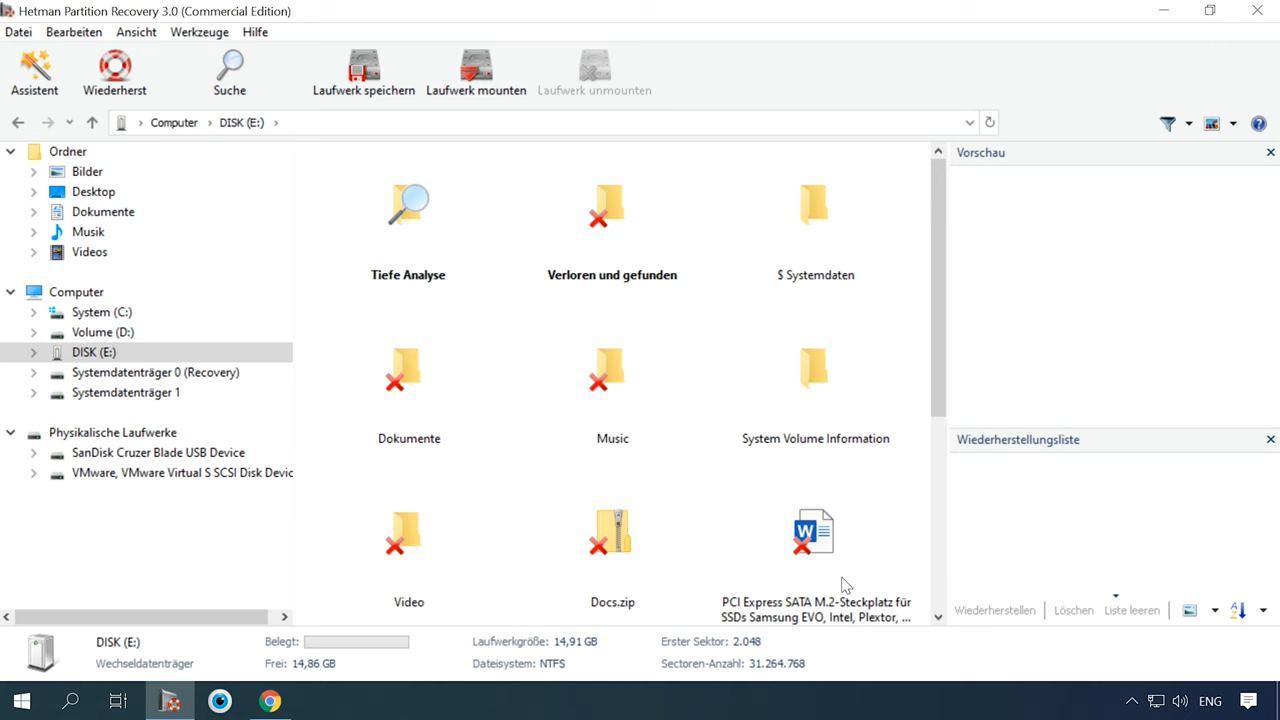 Hetman Partition Recovery 3.0 (Commercial Edition)
Datei Bearbeiten Ansicht Werkzeuge Hilfe
Assistent Wiederherst Suche Laufwerk speichern Laufwerk mounten Laufwerk unmounten
Computer DISK (E:)
Ordner
Bilder
Desktop
Dokumente
Musik
Videos
Computer
System (C:)
Volume (D:)
DISK (E:)
Systemdatenträger 0 (Recovery)
Systemdatenträger 1
Physikalische Laufwerke
SanDisk Cruzer Blade USB Device
VMware, VMware Virtual S SCSI Disk Devic
Tiefe Analyse Verloren und gefunden $ Systemdaten
Dokumente Music System Volume Information
W
Video Docs.zip PCI Express SATA M.2-Steckplatz für
SSDs Samsung EVO, Intel, Plextor, ...
Vorschau
Wiederherstellungsliste
Wiederherstellen Löschen Liste leeren
DISK (E:) Belegt: Laufwerkgröße: 14,91 GB Erster Sektor: 2.048
Wechseldatenträger Frei: 14,86 GB Dateisystem: NTFS Sectoren-Anzahl: 31.264.768
ENG